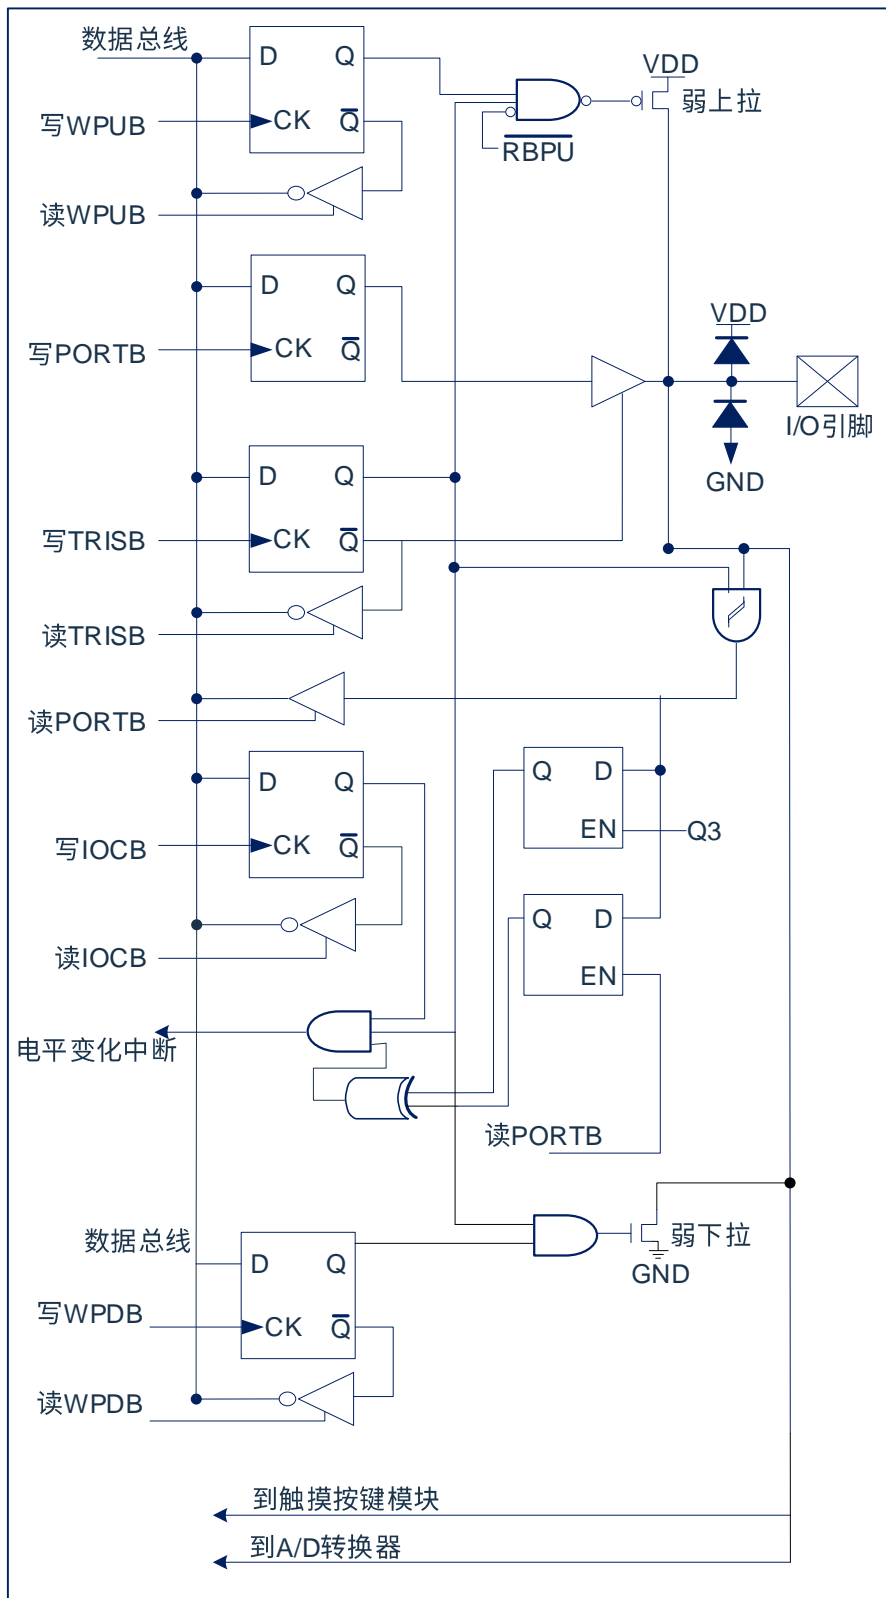 数据总线
D Q
VDD
弱上拉
写WPUB
CK Q̅
R̅B̅P̅U̅
读WPUB
D Q
VDD
写PORTB
CK Q̅
I/O引脚
D Q
GND
写TRISB
CK Q̅
读TRISB
读PORTB
D Q
Q D
写IOCB
CK Q̅
EN
Q3
Q D
读IOCB
EN
电平变化中断
读PORTB
数据总线
弱下拉
D Q
GND
写WPDB
CK Q̅
读WPDB
到触摸按键模块
到A/D转换器